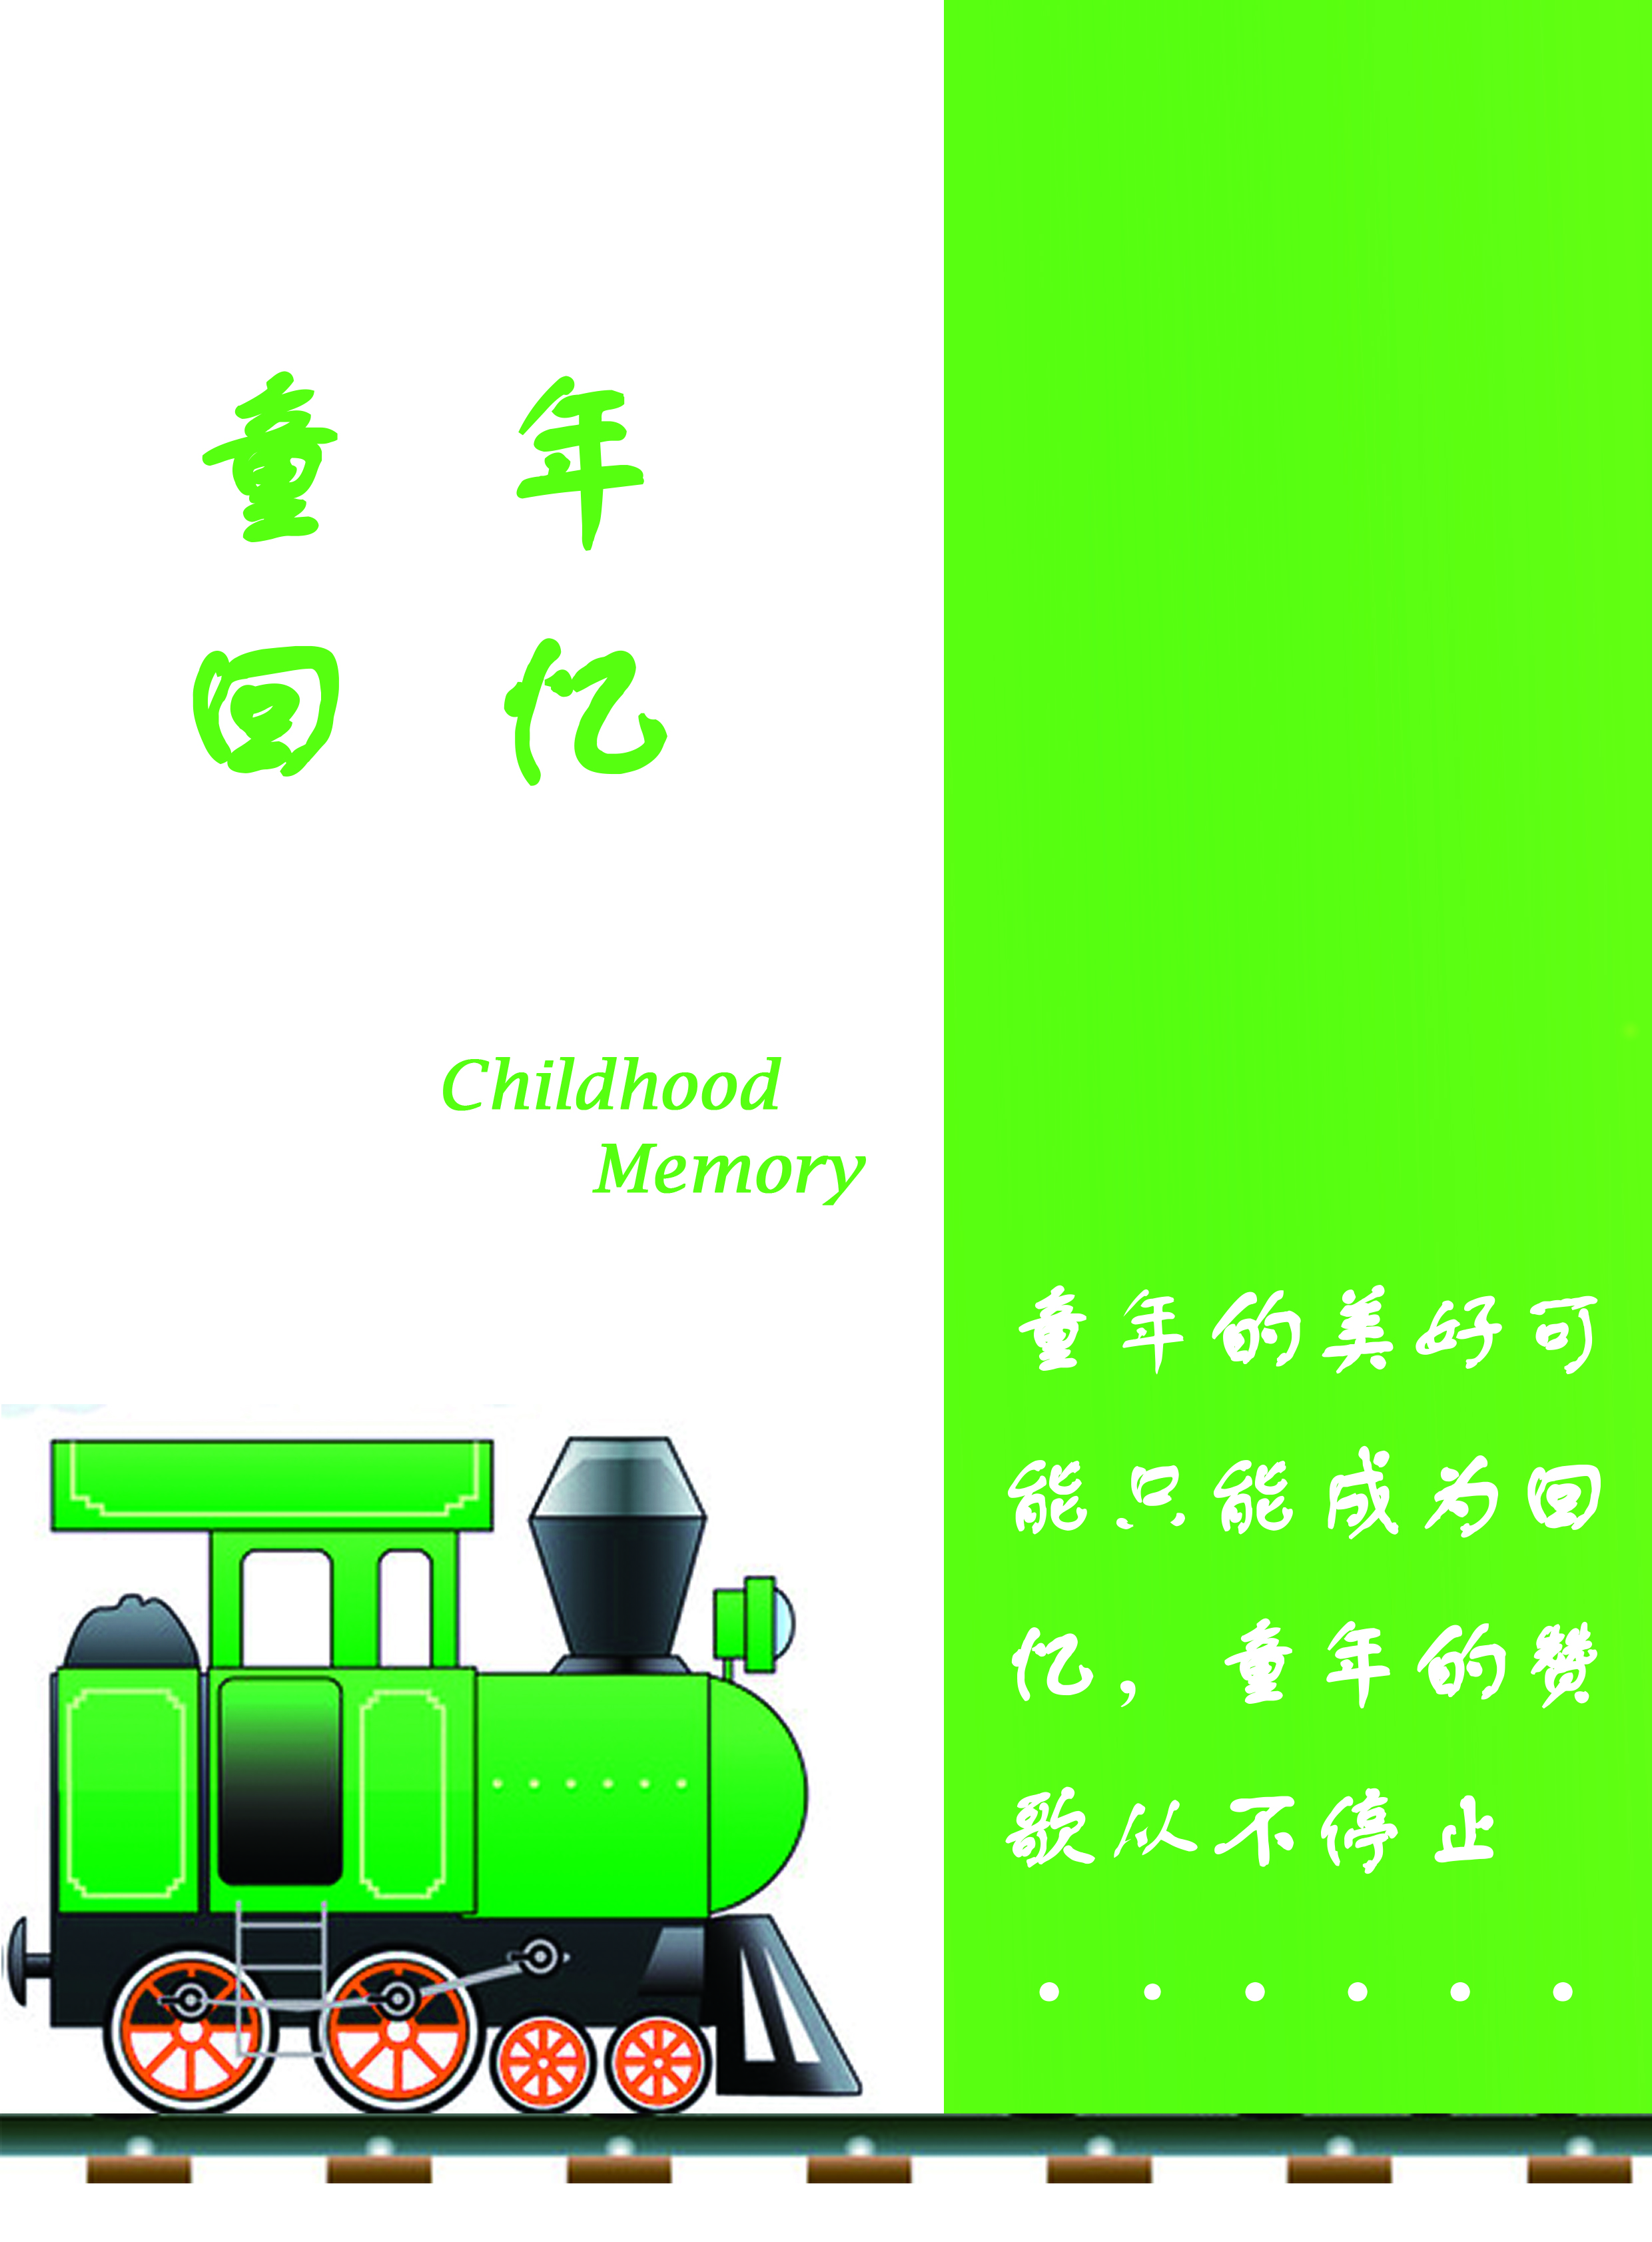 童年
回忆
Childhood
Memory
童年的美好可
能只能成为回
忆，童年的赞
歌从不停止
······